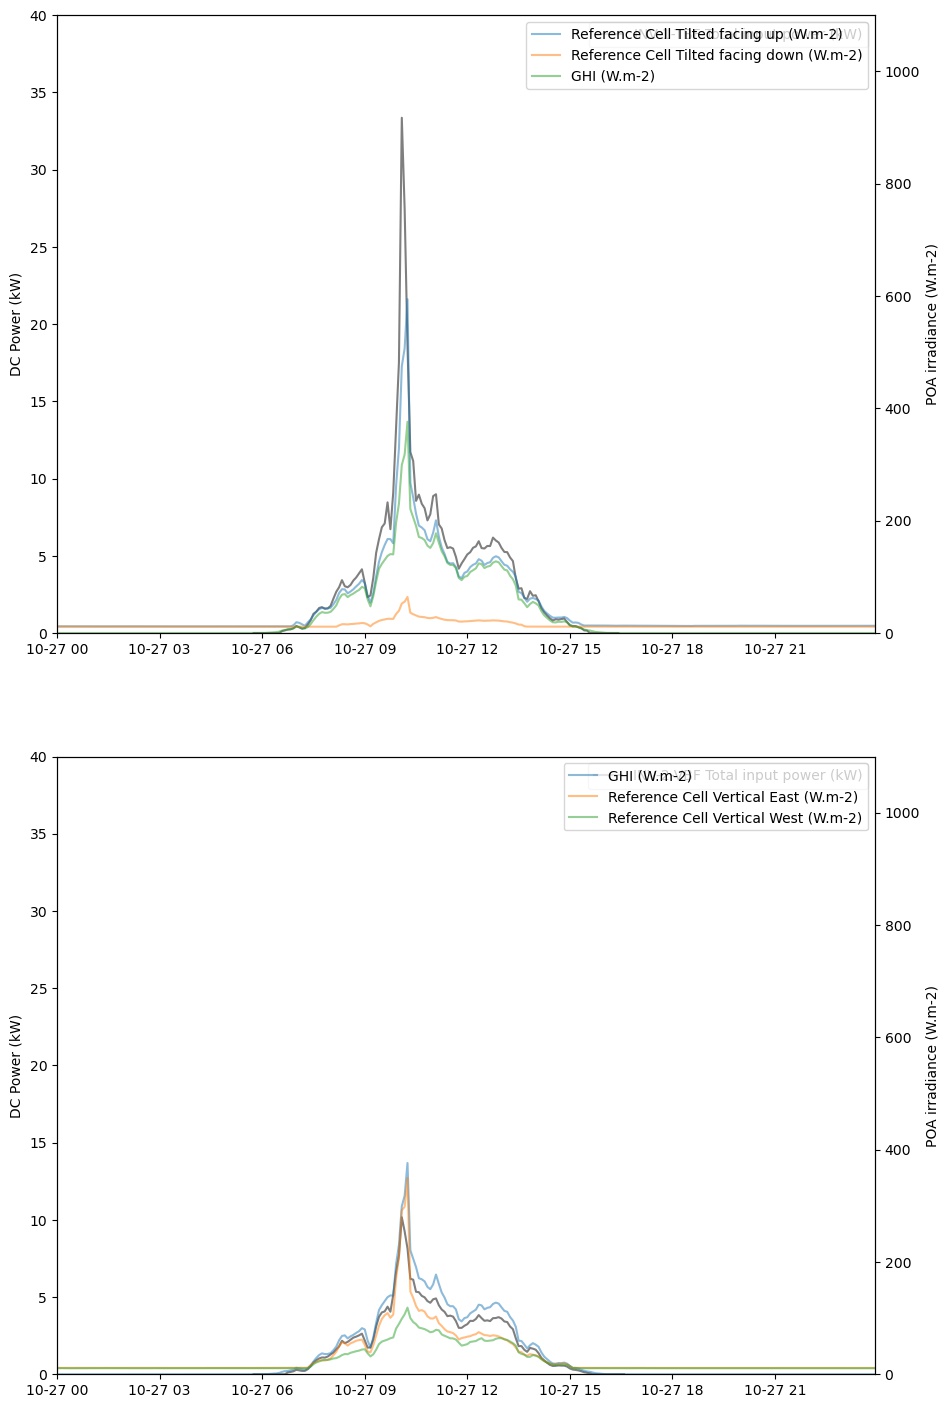 40
35
30
25
20
15
10
5
0
DC Power (kW)
Reference Cell Tilted facing up (W.m-2)
Reference Cell Tilted facing down (W.m-2)
GHI (W.m-2)
1000
800
600
400
200
0
POA irradiance (W.m-2)
10-27 00 10-27 03 10-27 06 10-27 09 10-27 12 10-27 15 10-27 18 10-27 21
40
35
30
25
20
15
10
5
0
DC Power (kW)
GHI (W.m-2)
Total input power (kW)
Reference Cell Vertical East (W.m-2)
Reference Cell Vertical West (W.m-2)
1000
800
600
400
200
0
POA irradiance (W.m-2)
10-27 00 10-27 03 10-27 06 10-27 09 10-27 12 10-27 15 10-27 18 10-27 21